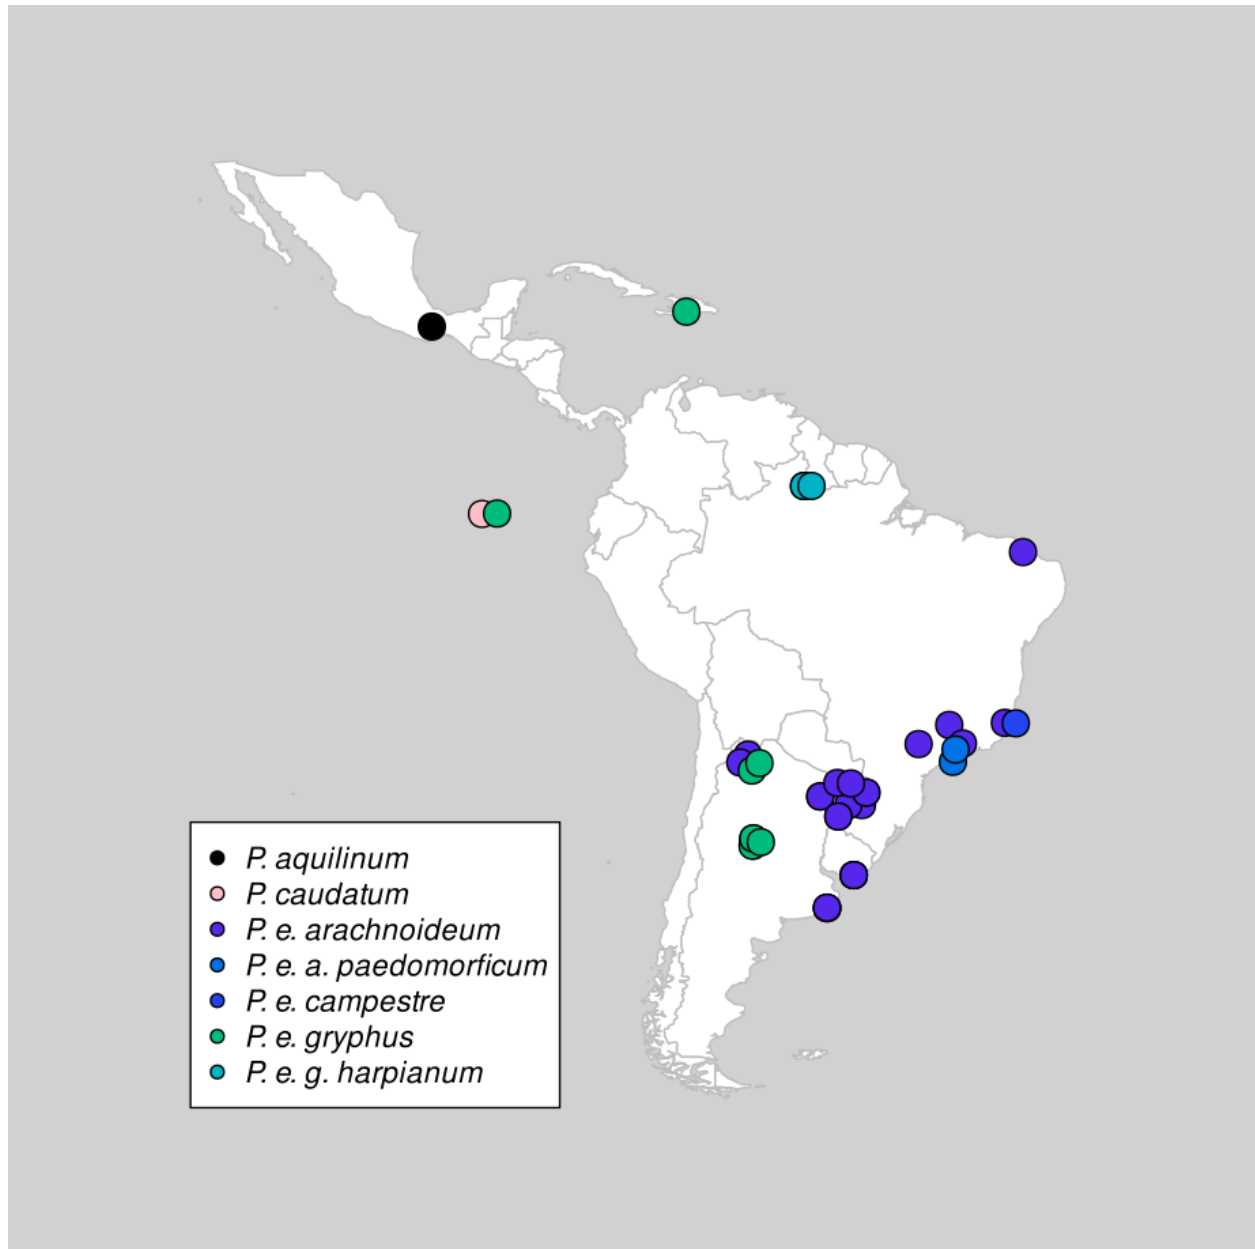 P. aquilinum
P. caudatum
P. e. arachnoideum
P. e. a. paedomorficum
P. e. campestre
P. e. gryphus
P. e. g. harpianum